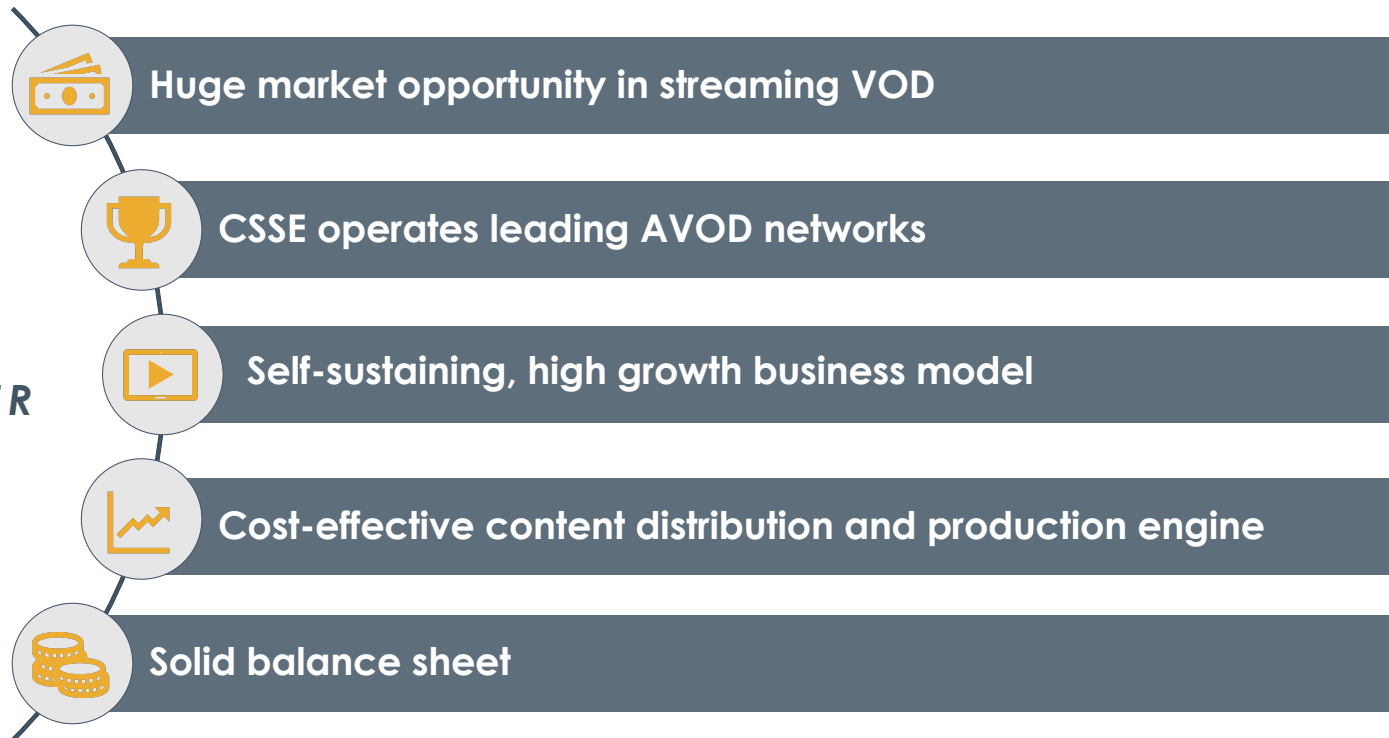 Huge market opportunity in streaming VOD
CSSE operates leading AVOD networks
Self-sustaining, high growth business model
R
Cost-effective content distribution and production engine
Solid balance sheet